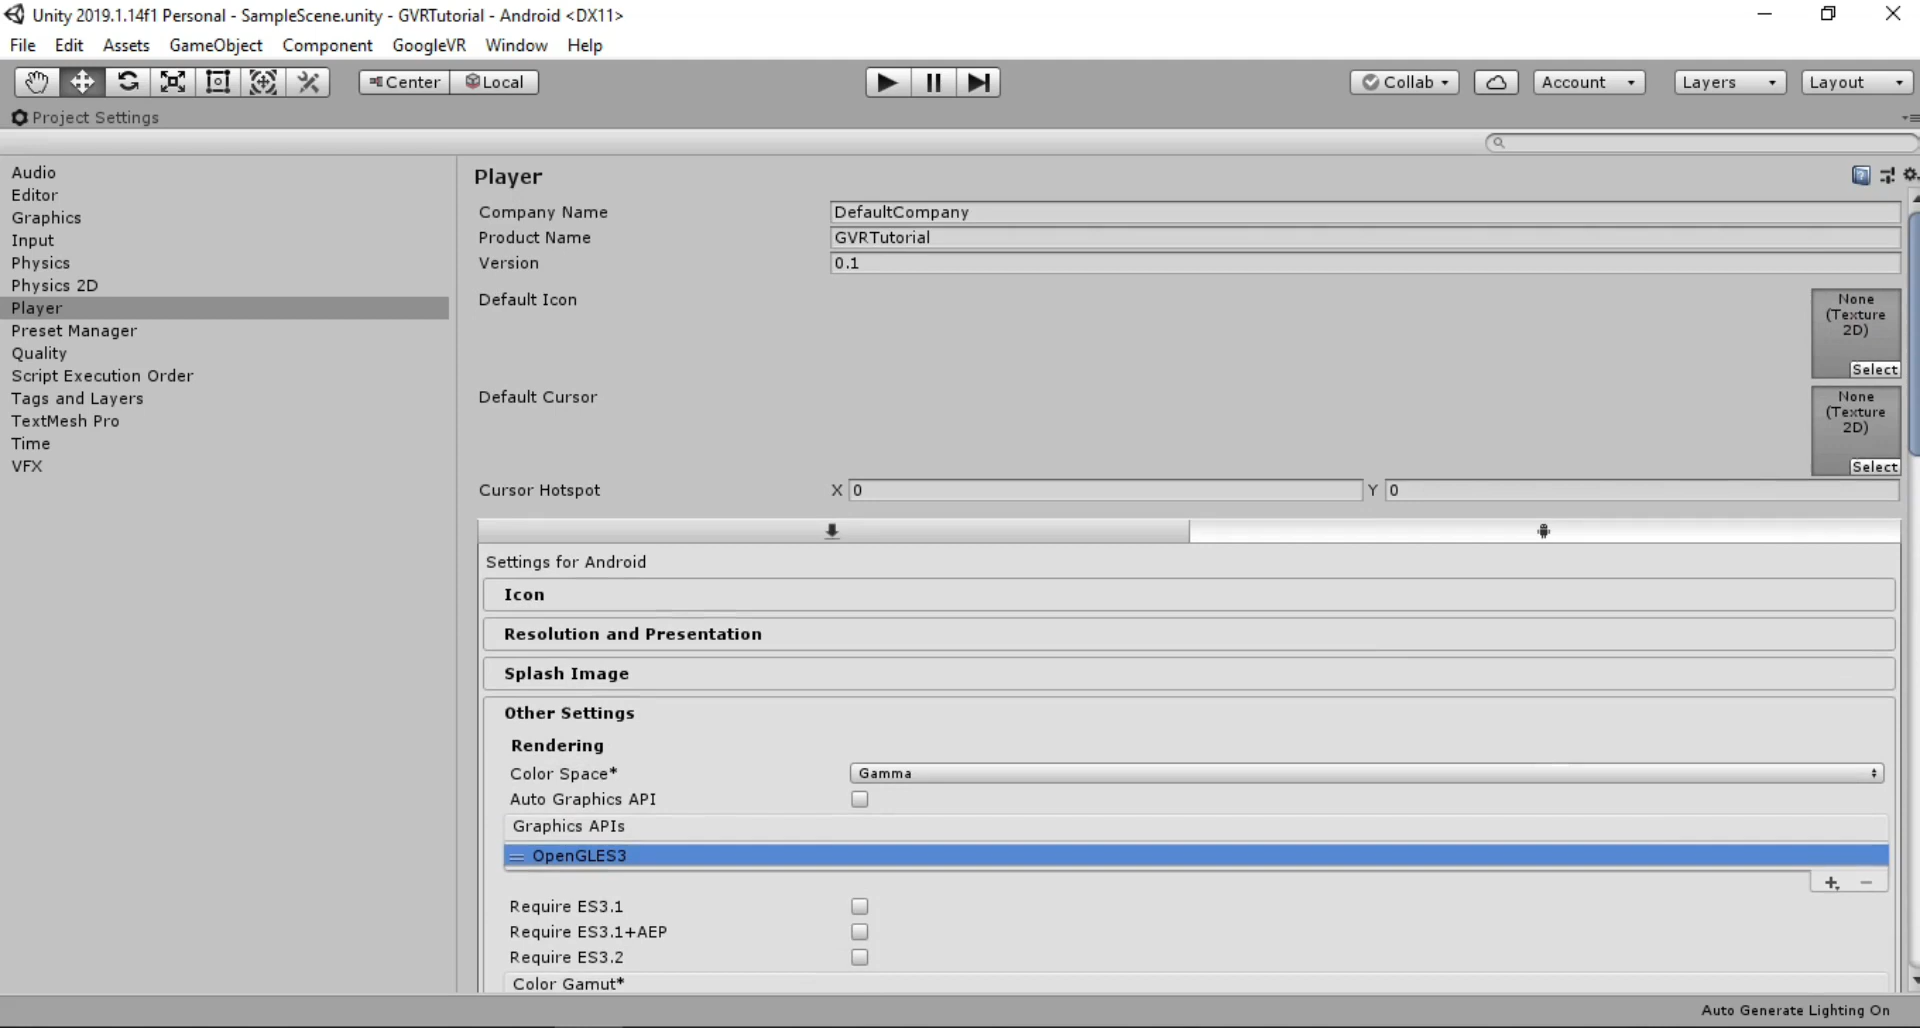 Unity 2019.1.14f1 Personal - SampleScene.unity - GVRTutorial - Android <DX11>
File Edit Assets GameObject Component GoogleVR Window Help
Center Local Collab Account Layers Layout
Project Settings
Audio
Editor
Graphics
Input
Physics
Physics 2D
Player
Preset Manager
Quality
Script Execution Order
Tags and Layers
TextMesh Pro
Time
VFX
Player
Company Name DefaultCompany
Product Name GVRTutorial
Version 0.1
Default Icon
None
(Texture
2D)
Select
Default Cursor
None
(Texture
2D)
Select
Cursor Hotspot X 0 Y 0
Settings for Android
Icon
Resolution and Presentation
Splash Image
Other Settings
Rendering
Color Space* Gamma
Auto Graphics API
Graphics APIs
= OpenGLES3
Require ES3.1
Require ES3.1+AEP
Require ES3.2
Color Gamut*
Auto Generate Lighting On